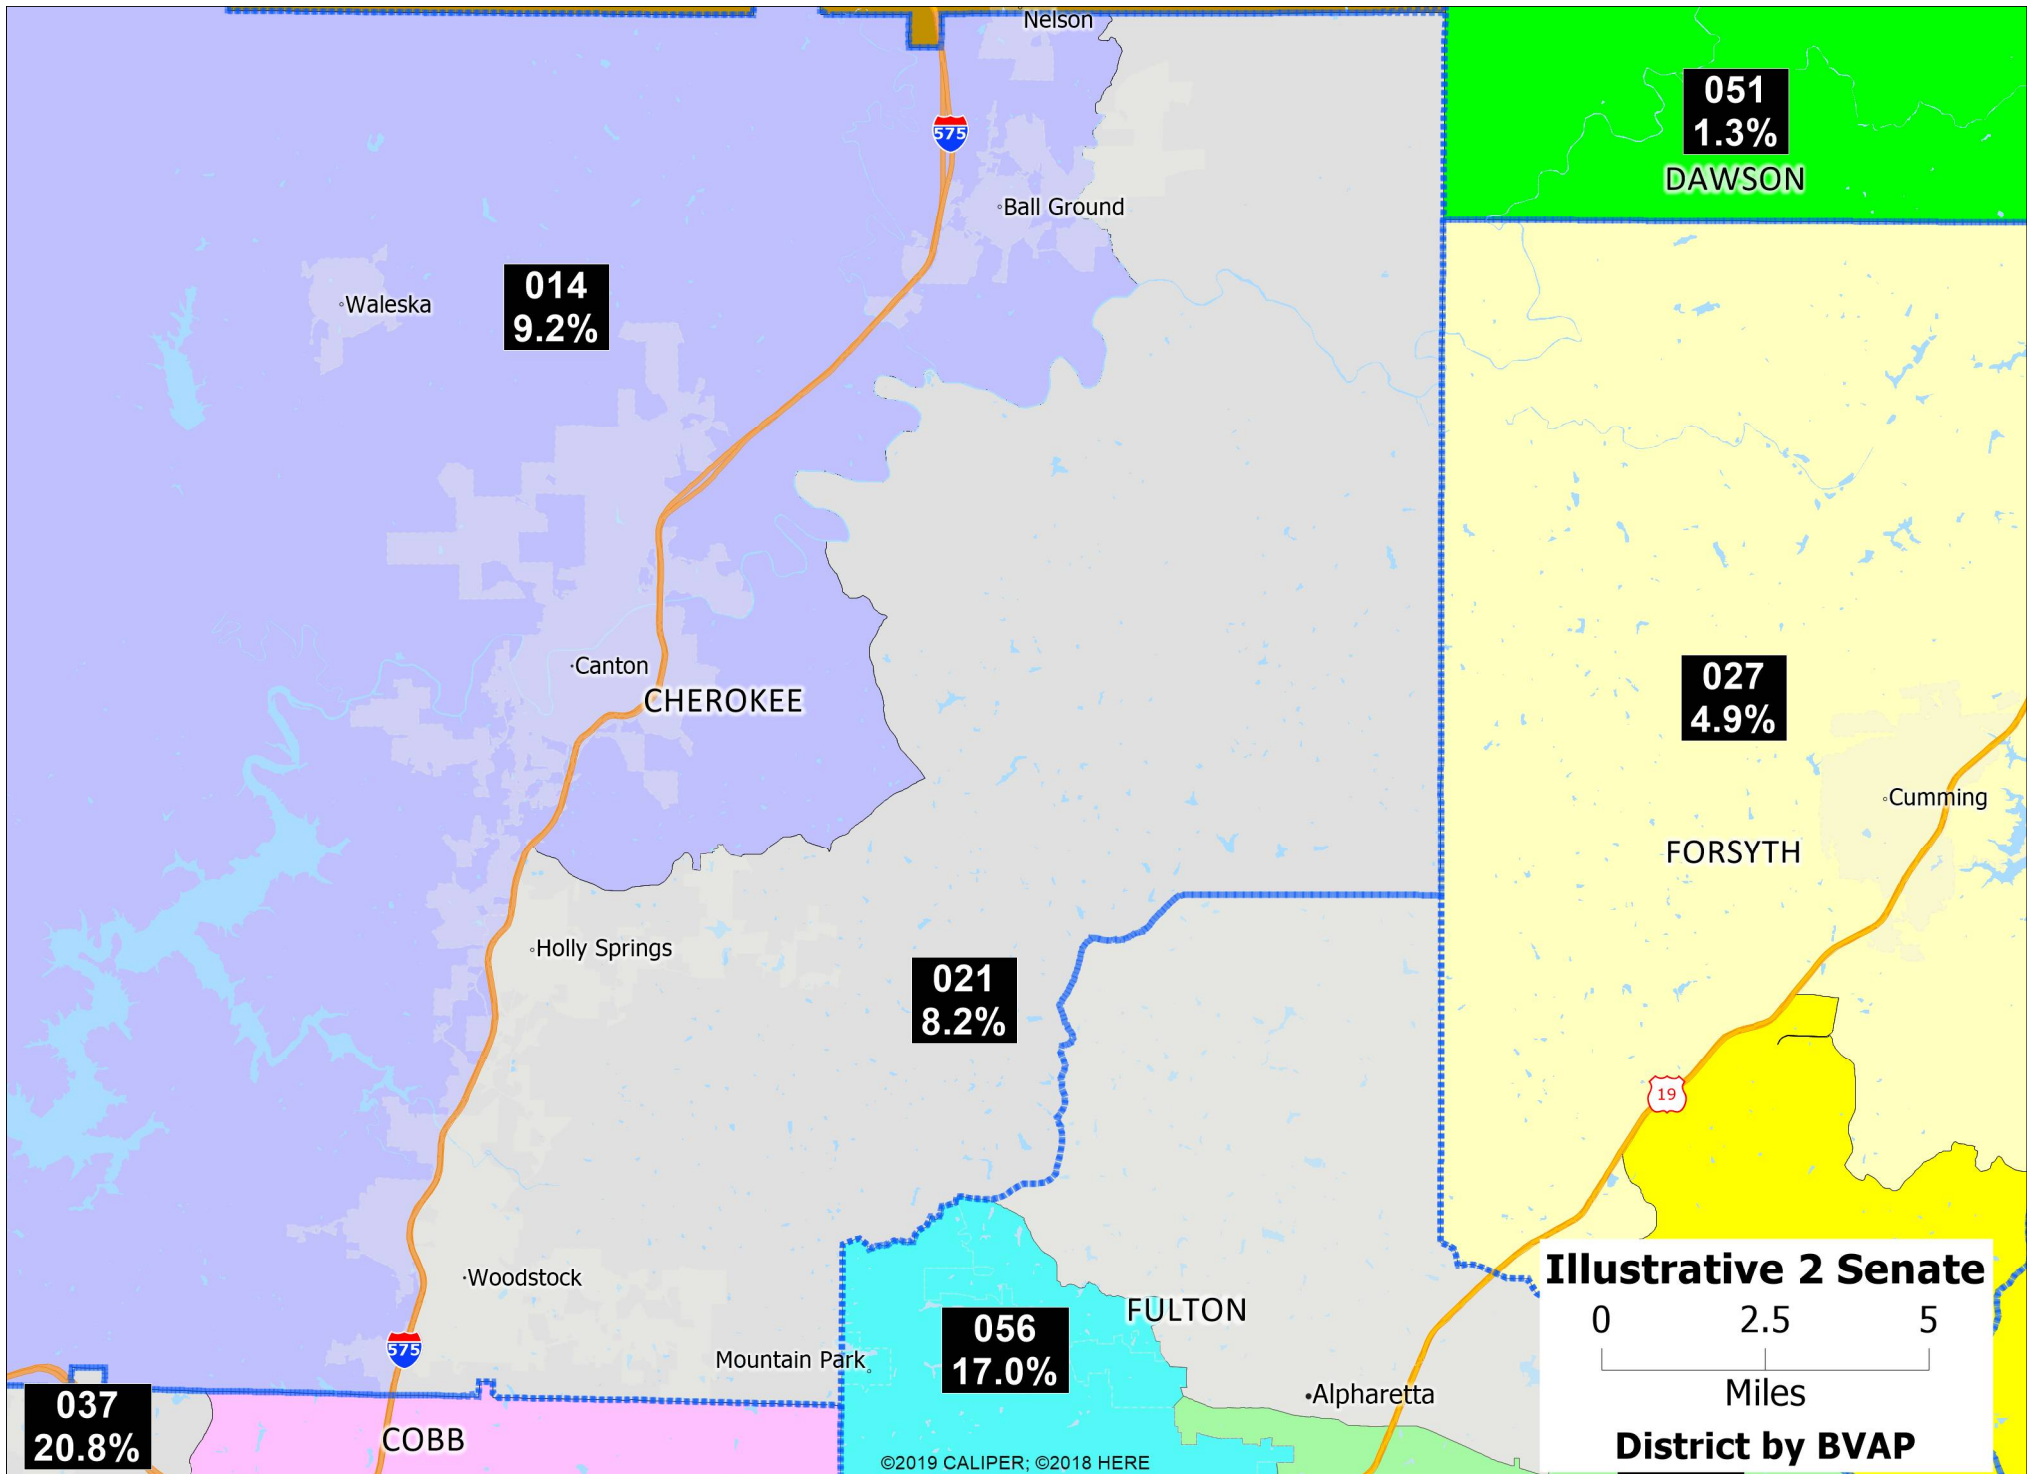 Nelson
051
1.3%
DAWSON
575
Ball Ground
014
9.2%
Waleska
Canton
CHEROKEE
027
4.9%
Cumming
FORSYTH
Holly Springs
021
8.2%
19
Woodstock
575
Mountain Park
056
17.0%
FULTON
Alpharetta
037
20.8%
COBB
Illustrative 2 Senate
0 2.5 5
Miles
District by BVAP
©2019 CALIPER; ©2018 HERE